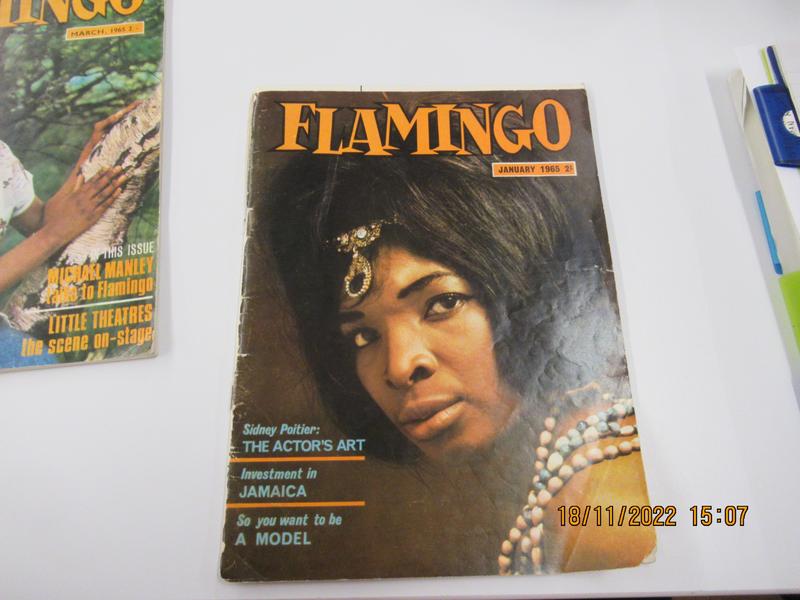 MINGO
MARCH, 1965 2/-
THIS ISSUE
MICHAEL MANLEY
talks to Flamingo
LITTLE THEATRES
the scene on-stage
FLAMINGO
JANUARY 1965 2/-
Sidney Poitier:
THE ACTOR'S ART
Investment in
JAMAICA
So you want to be
A MODEL
18/11/2022 15:07